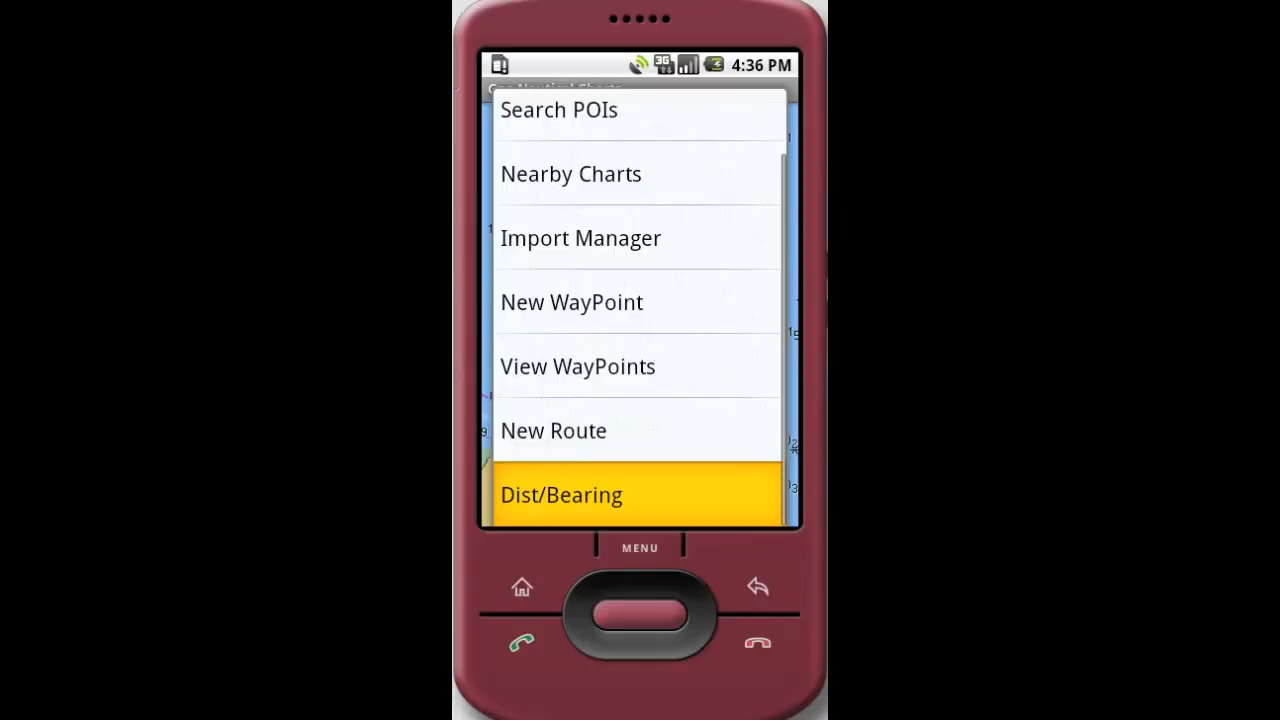 4:36 PM
Search POIs
Nearby Charts
Import Manager
New WayPoint
View WayPoints
New Route
Dist/Bearing
MENU